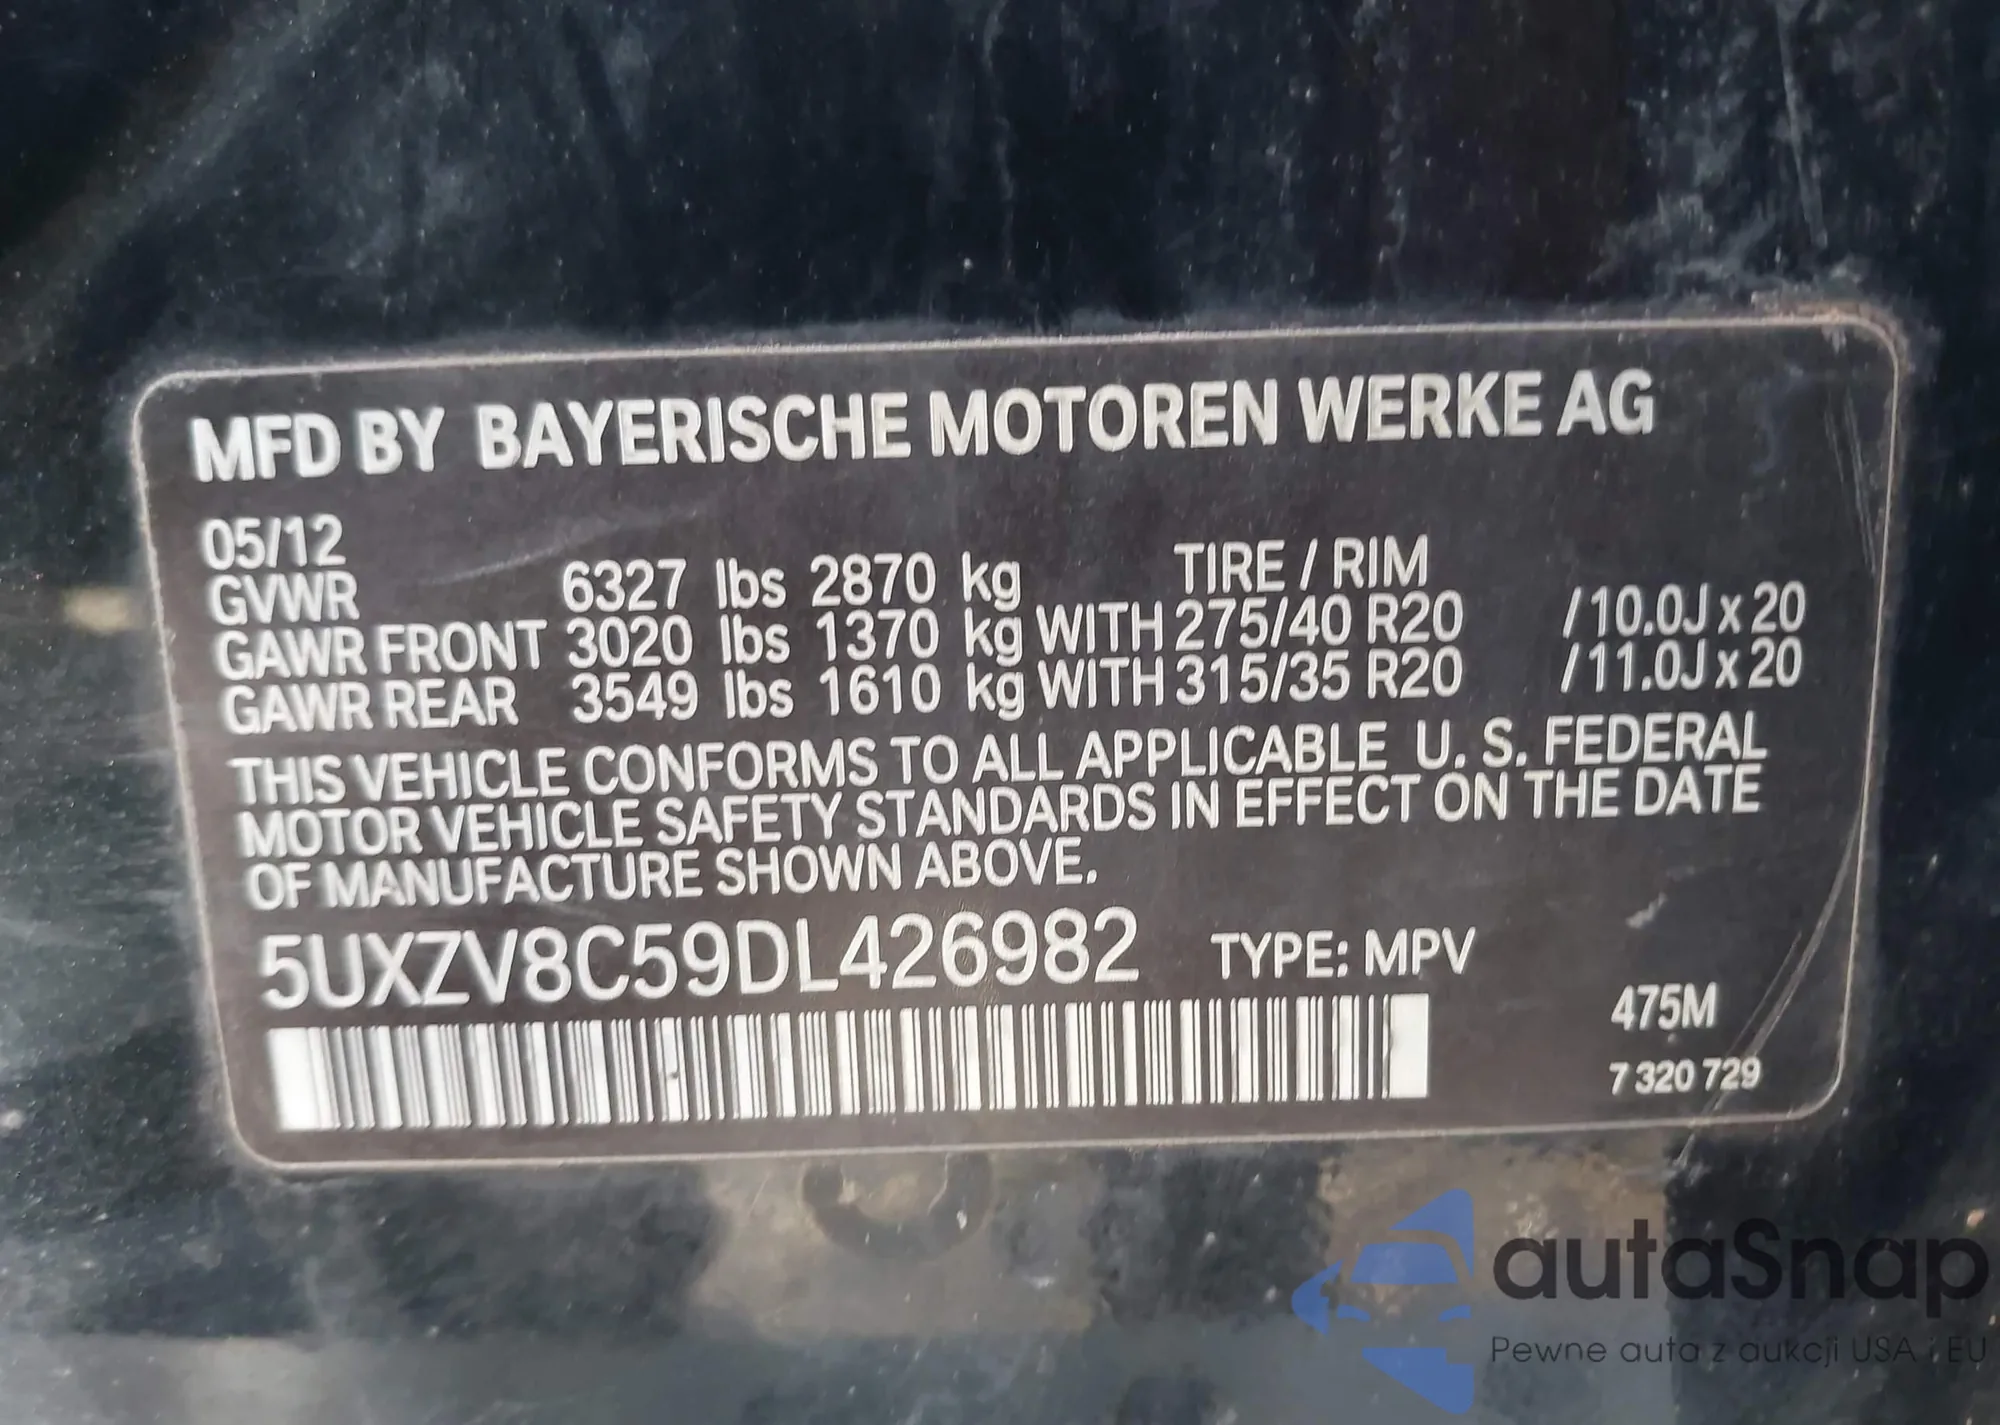 MFD BY BAYERISCHE MOTOREN WERKE AG
05/12
GVWR 6327 lbs 2870 kg TIRE / RIM
GAWR FRONT 3020 lbs 1370 kg WITH 275/40 R20 /10.0J x 20
GAWR REAR 3549 lbs 1610 kg WITH 315/35 R20 /11.0J x 20
THIS VEHICLE CONFORMS TO ALL APPLICABLE U. S. FEDERAL
MOTOR VEHICLE SAFETY STANDARDS IN EFFECT ON THE DATE
OF MANUFACTURE SHOWN ABOVE.
5UXZV8C59DL426982 TYPE: MPV
475M
7 320 729
autaSnap
Pewne auta z aukcji USA i EU